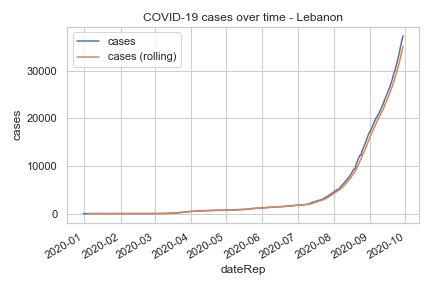 COVID-19 cases over time - Lebanon
cases
cases (rolling)
cases
30000
20000
10000
0
2020-01
2020-02
2020-03
2020-04
2020-05
2020-06
2020-07
2020-08
2020-09
2020-10
dateRep